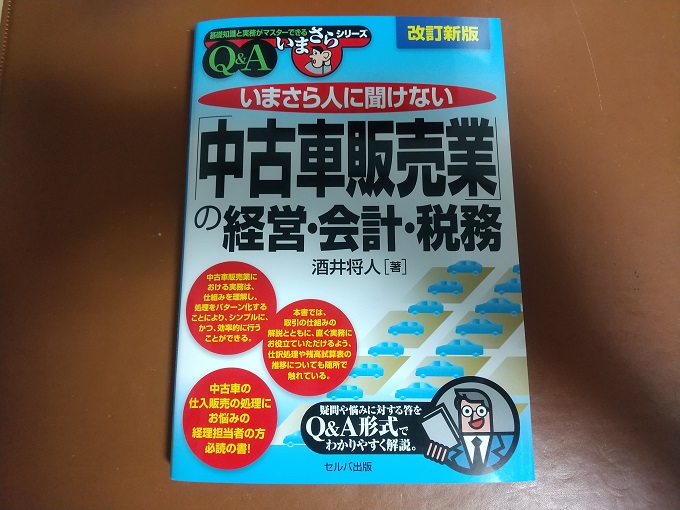 基礎知識と実務がマスターできる
いまさらシリーズ
Q&A
改訂新版
いまさら人に聞けない
「中古車販売業」
の経営・会計・税務
酒井将人[著]
中古車販売業に
おける実務は、
仕組みを理解し、
処理をパターン化する
ことにより、シンプルに、
かつ、効率的に行う
ことができる。
本書では、
取引の仕組みの
解説とともに、直ぐ実務に
お役立ていただけるよう、
仕訳処理や残高試算表の
推移についても随所で
触れている。
中古車の
仕入販売の処理に
お悩みの
経理担当者の方
必読の書!
疑問や悩みに対する答を
Q&A形式で
わかりやすく解説。
セルバ出版